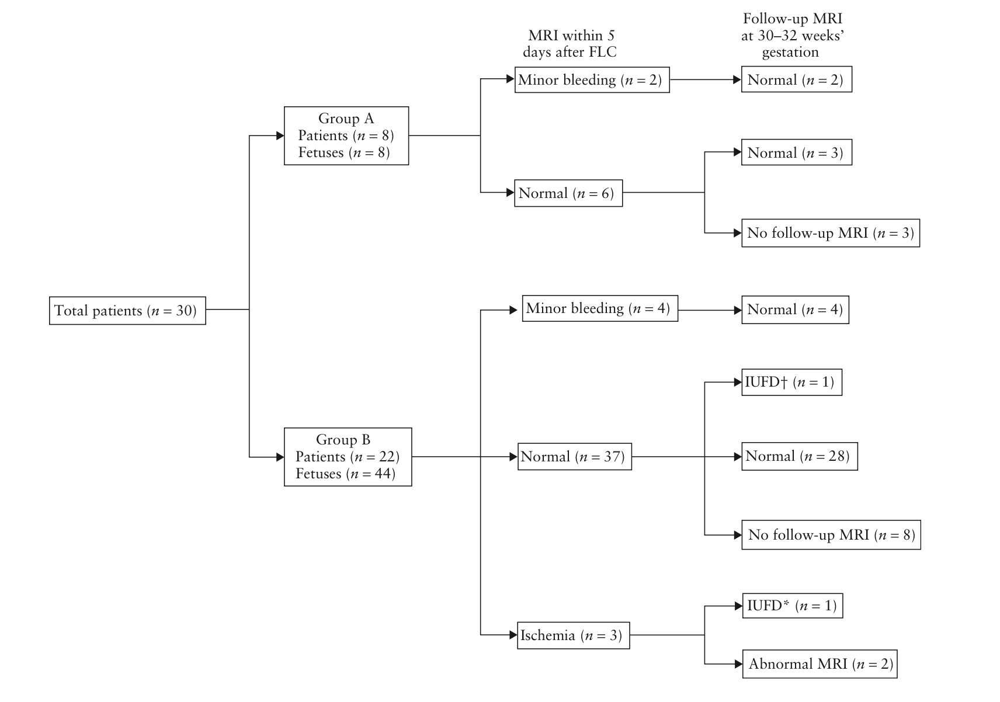 MRI within 5
days after FLC
Follow-up MRI
at 30–32 weeks’
gestation
Total patients (n = 30)
Group A
Patients (n = 8)
Fetuses (n = 8)
Minor bleeding (n = 2)
Normal (n = 2)
Normal (n = 6)
Normal (n = 3)
No follow-up MRI (n = 3)
Group B
Patients (n = 22)
Fetuses (n = 44)
Minor bleeding (n = 4)
Normal (n = 4)
Normal (n = 37)
IUFD† (n = 1)
Normal (n = 28)
No follow-up MRI (n = 8)
Ischemia (n = 3)
IUFD* (n = 1)
Abnormal MRI (n = 2)